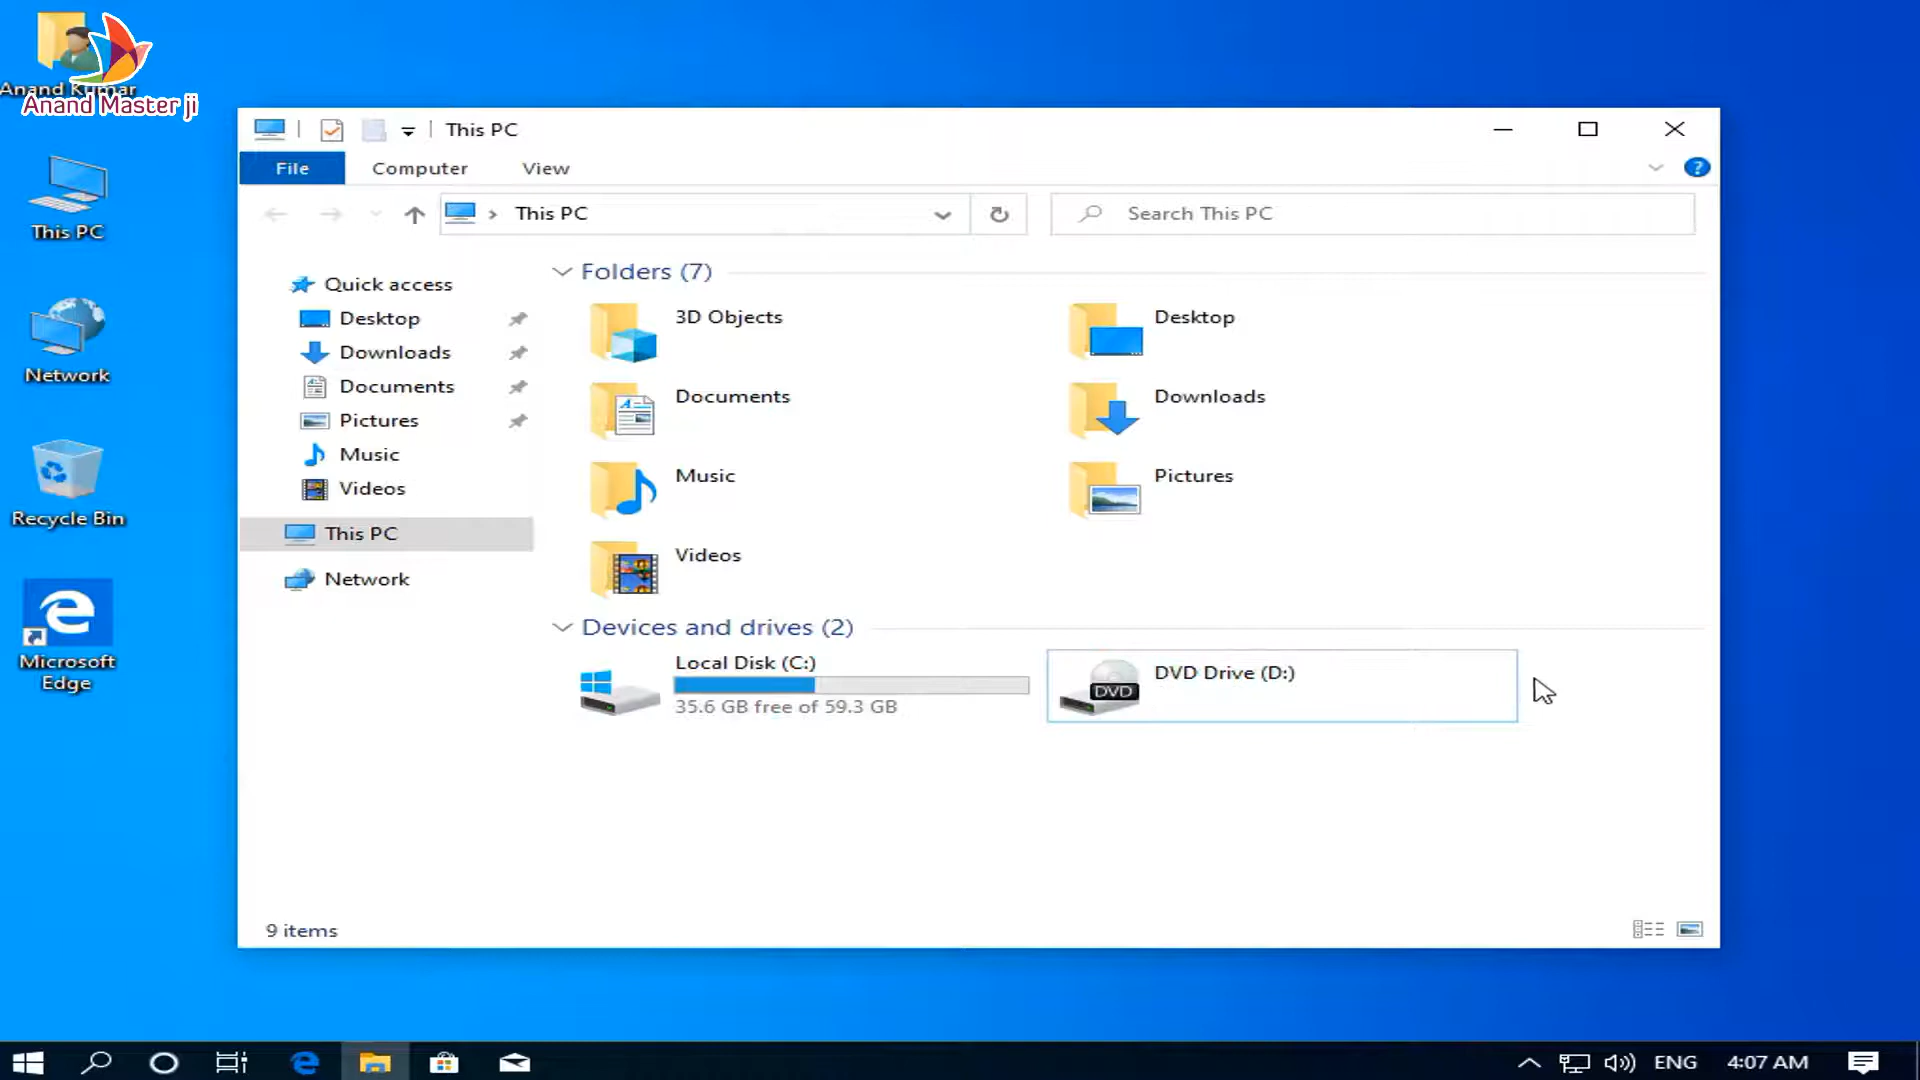 Anand Kumar
Anand Master ji
This PC
Network
Recycle Bin
Microsoft
Edge
This PC
File
Computer
View
This PC
Search This PC
Quick access
Desktop
Downloads
Documents
Pictures
Music
Videos
This PC
Network
Folders (7)
3D Objects
Desktop
Documents
Downloads
Music
Pictures
Videos
Devices and drives (2)
Local Disk (C:)
35.6 GB free of 59.3 GB
DVD
DVD Drive (D:)
9 items
ENG
4:07 AM